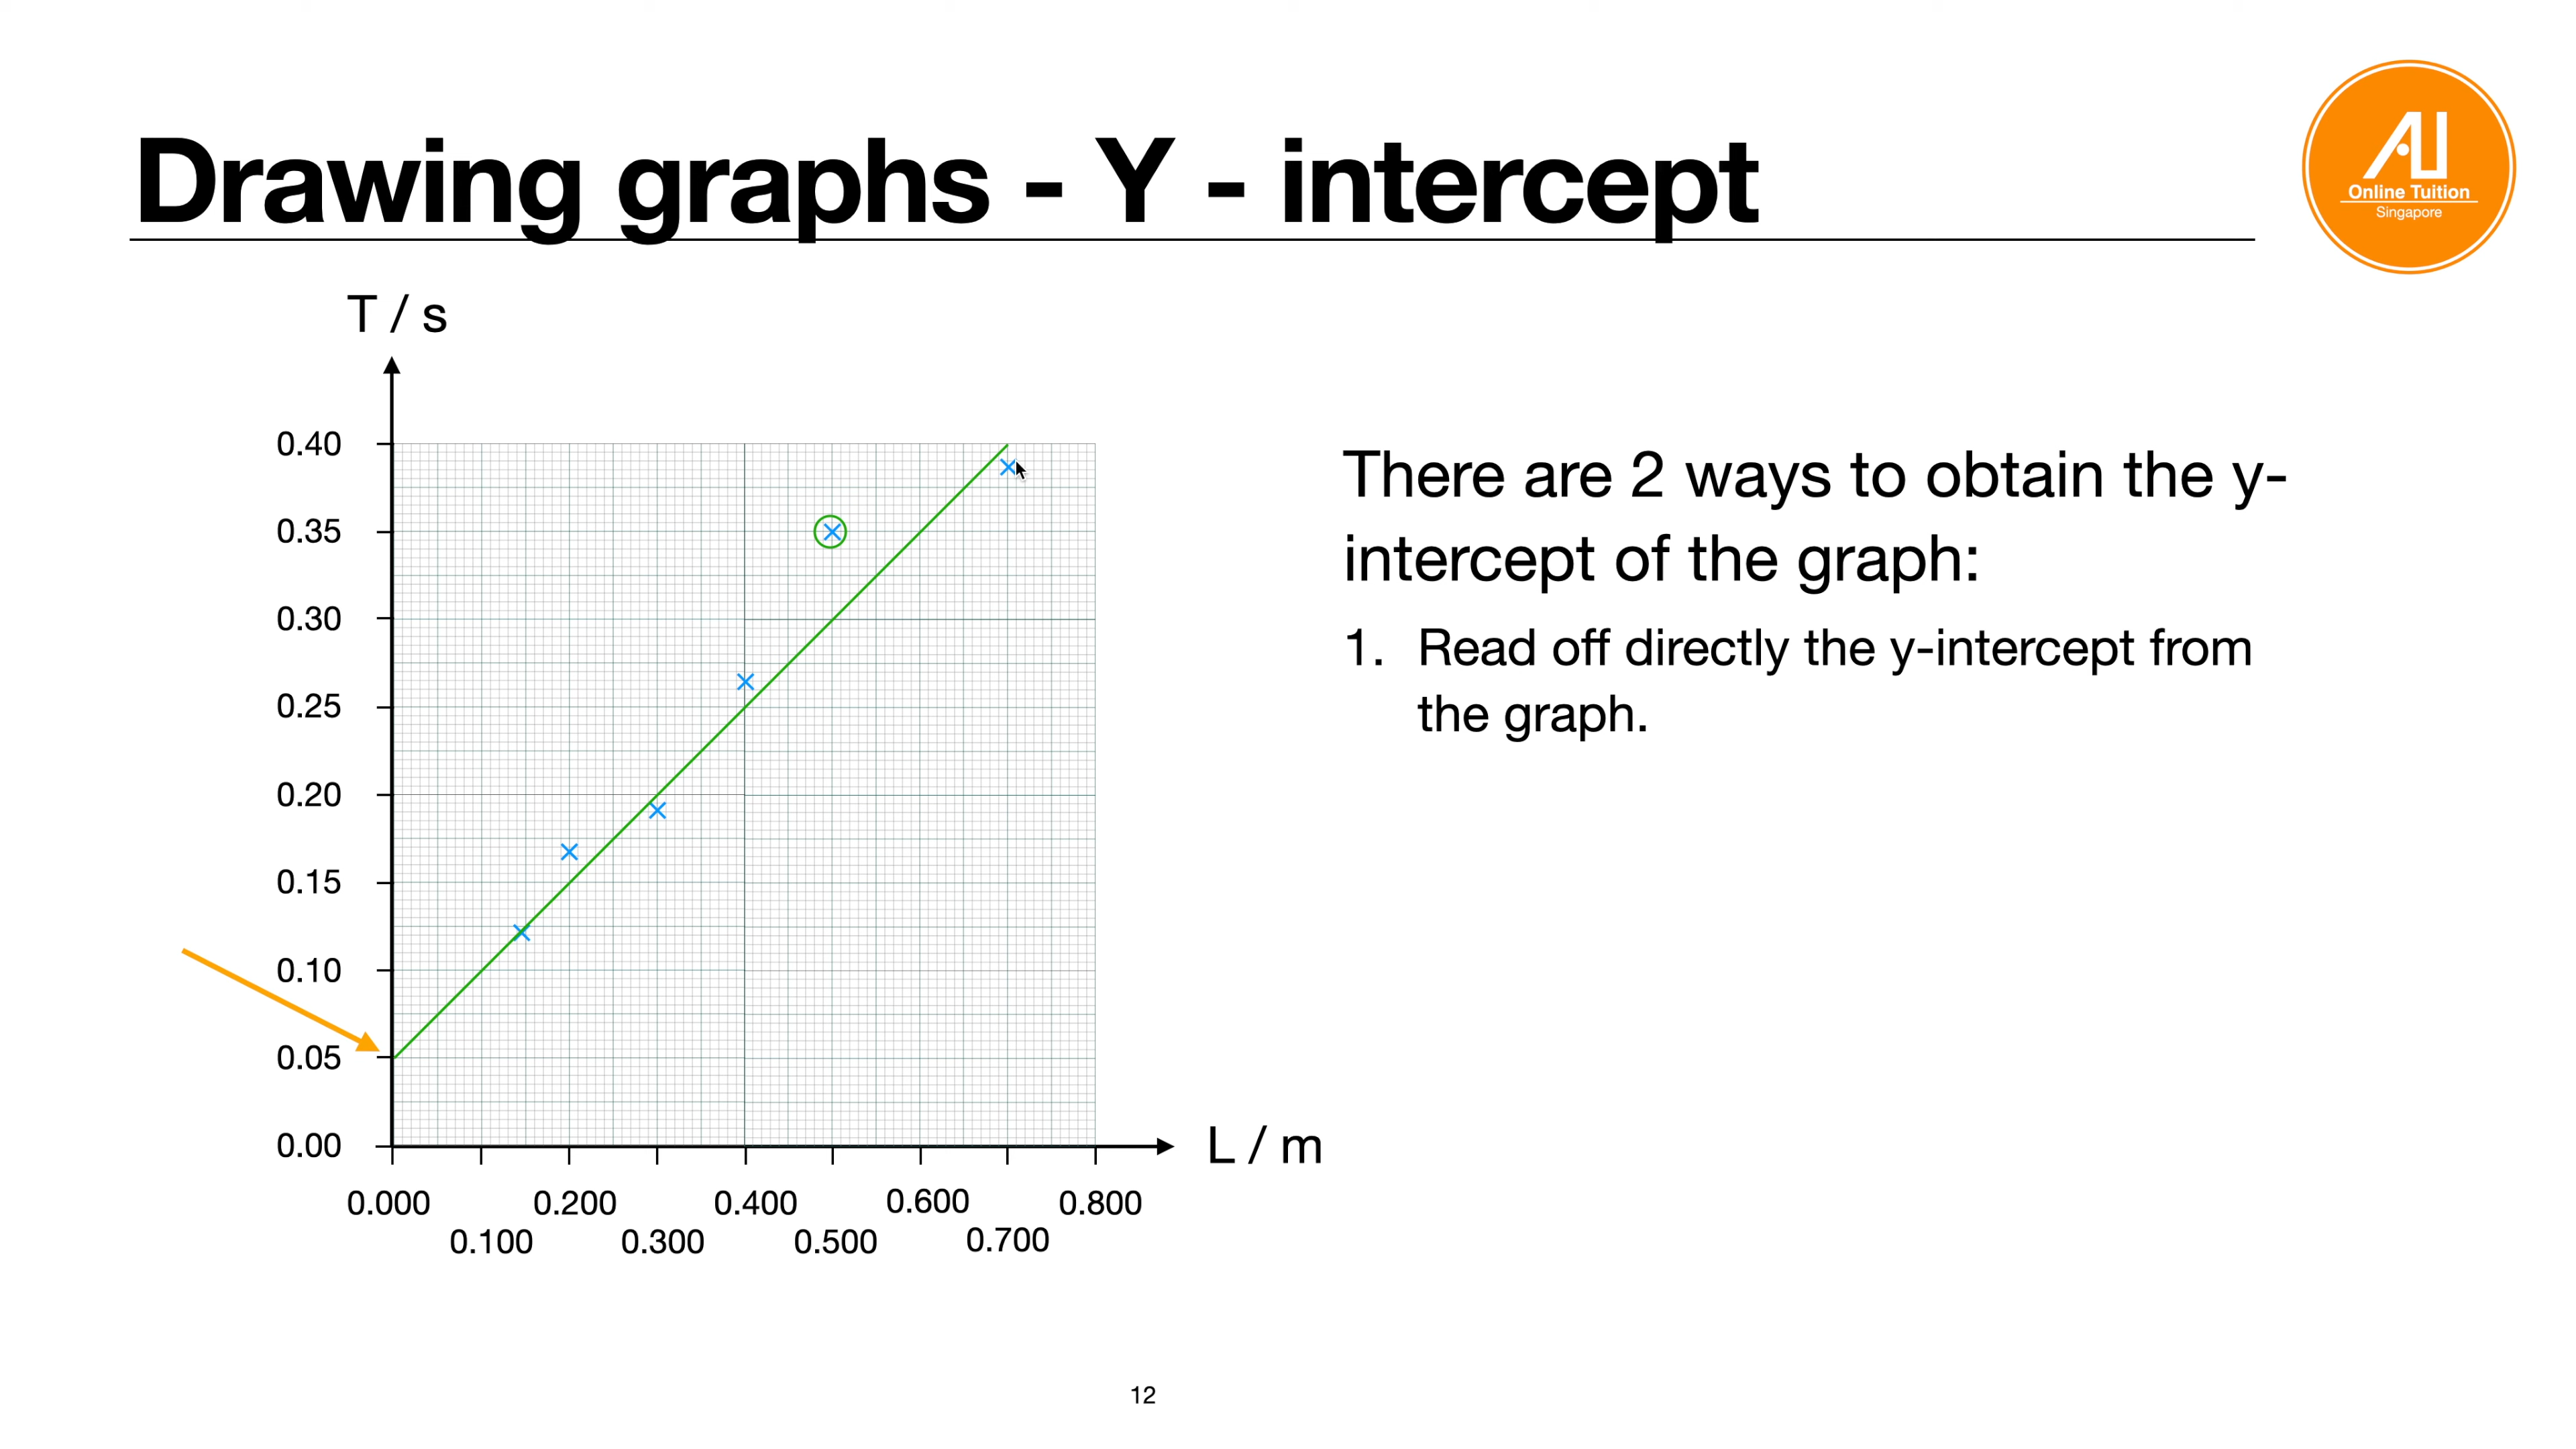 Drawing graphs - Y - intercept
AU
Online Tuition
Singapore
T / s
0.40
0.35
0.30
0.25
0.20
0.15
0.10
0.05
0.00
L / m
0.000
0.200
0.400
0.600
0.800
0.100
0.300
0.500
0.700
There are 2 ways to obtain the y-
intercept of the graph:
1. Read off directly the y-intercept from
the graph.
12